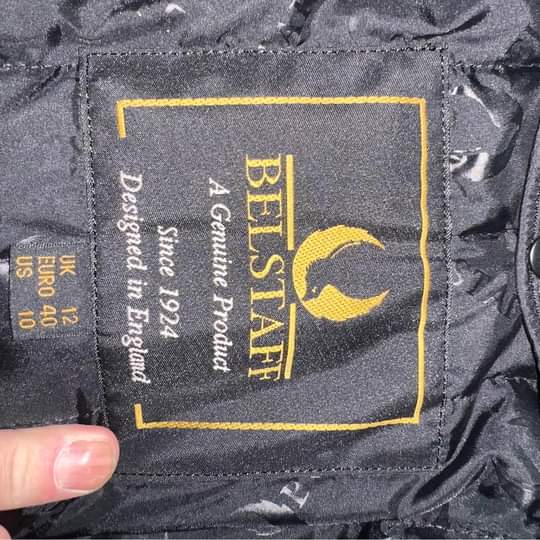 BELSTAFF
A Genuine Product
Since 1924
Designed in England
UK 12
EURO 40
US 10